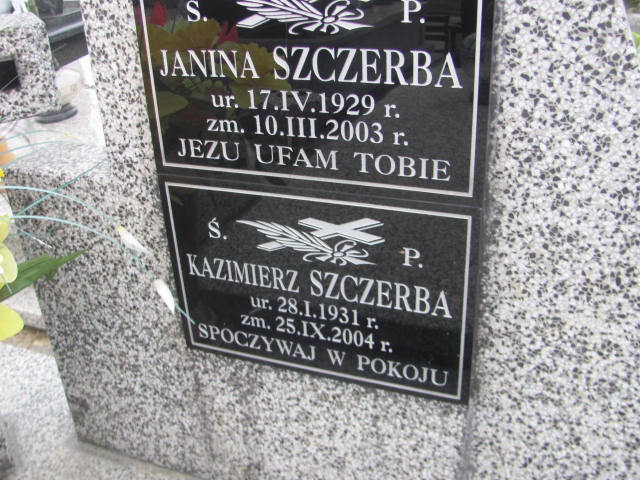 Ś. P.
JANINA SZCZERBA
ur. 17.IV.1929 r.
zm. 10.III.2003 r.
JEZU UFAM TOBIE
Ś. P.
KAZIMIERZ SZCZERBA
ur. 28.I.1931 r.
zm. 25.IX.2004 r.
SPOCZYWAJ W POKOJU